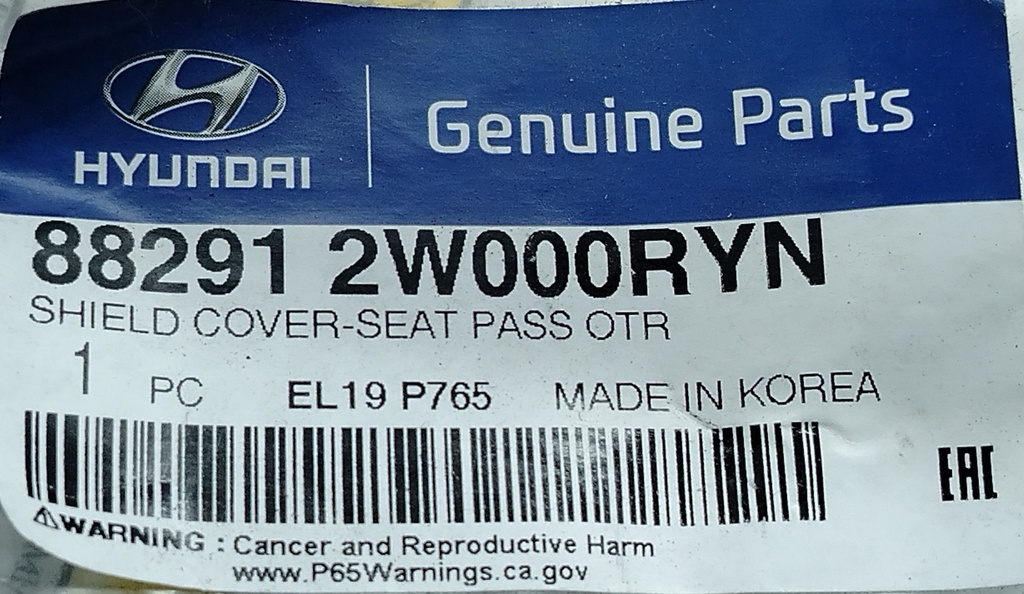 HYUNDAI
Genuine Parts
88291 2W000RYN
SHIELD COVER-SEAT PASS OTR
1 PC EL19 P765 MADE IN KOREA
EAC
⚠WARNING : Cancer and Reproductive Harm
www.P65Warnings.ca.gov